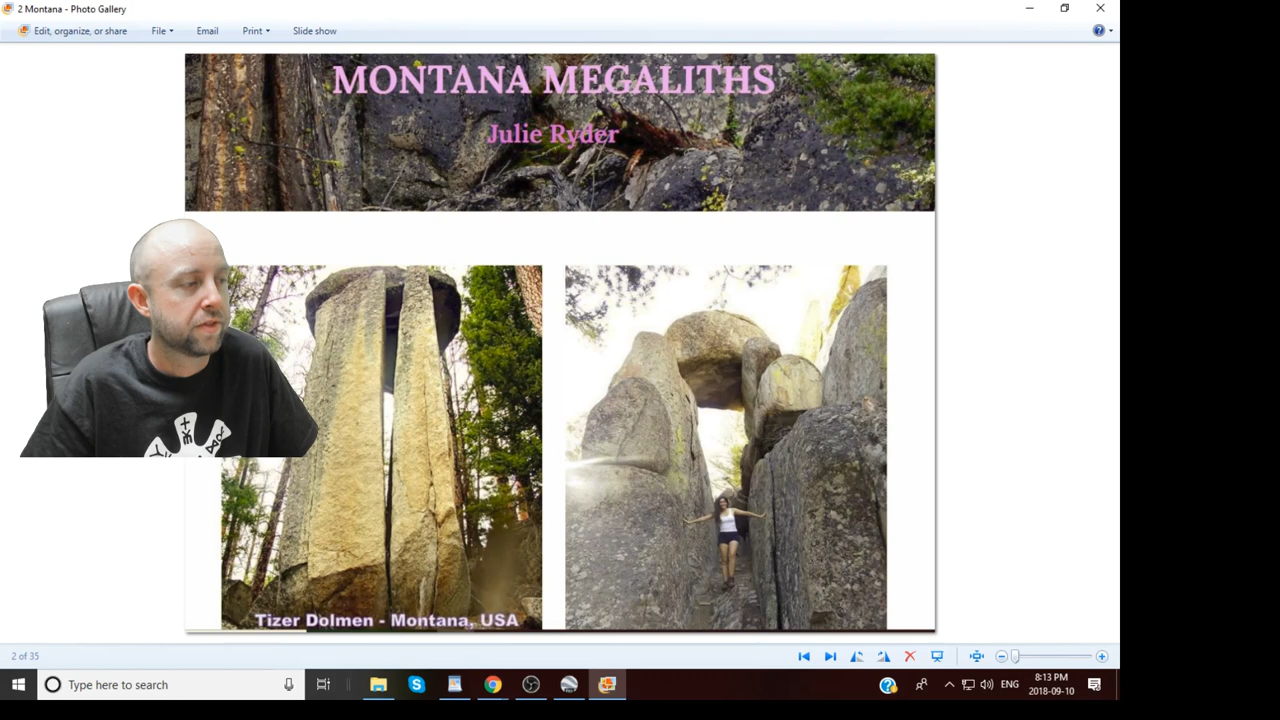 2 Montana - Photo Gallery
Edit, organize, or share File Email Print Slide show
MONTANA MEGALITHS
Julie Ryder
Tizer Dolmen - Montana, USA
2 of 35
Type here to search
ENG
8:13 PM
2018-09-10